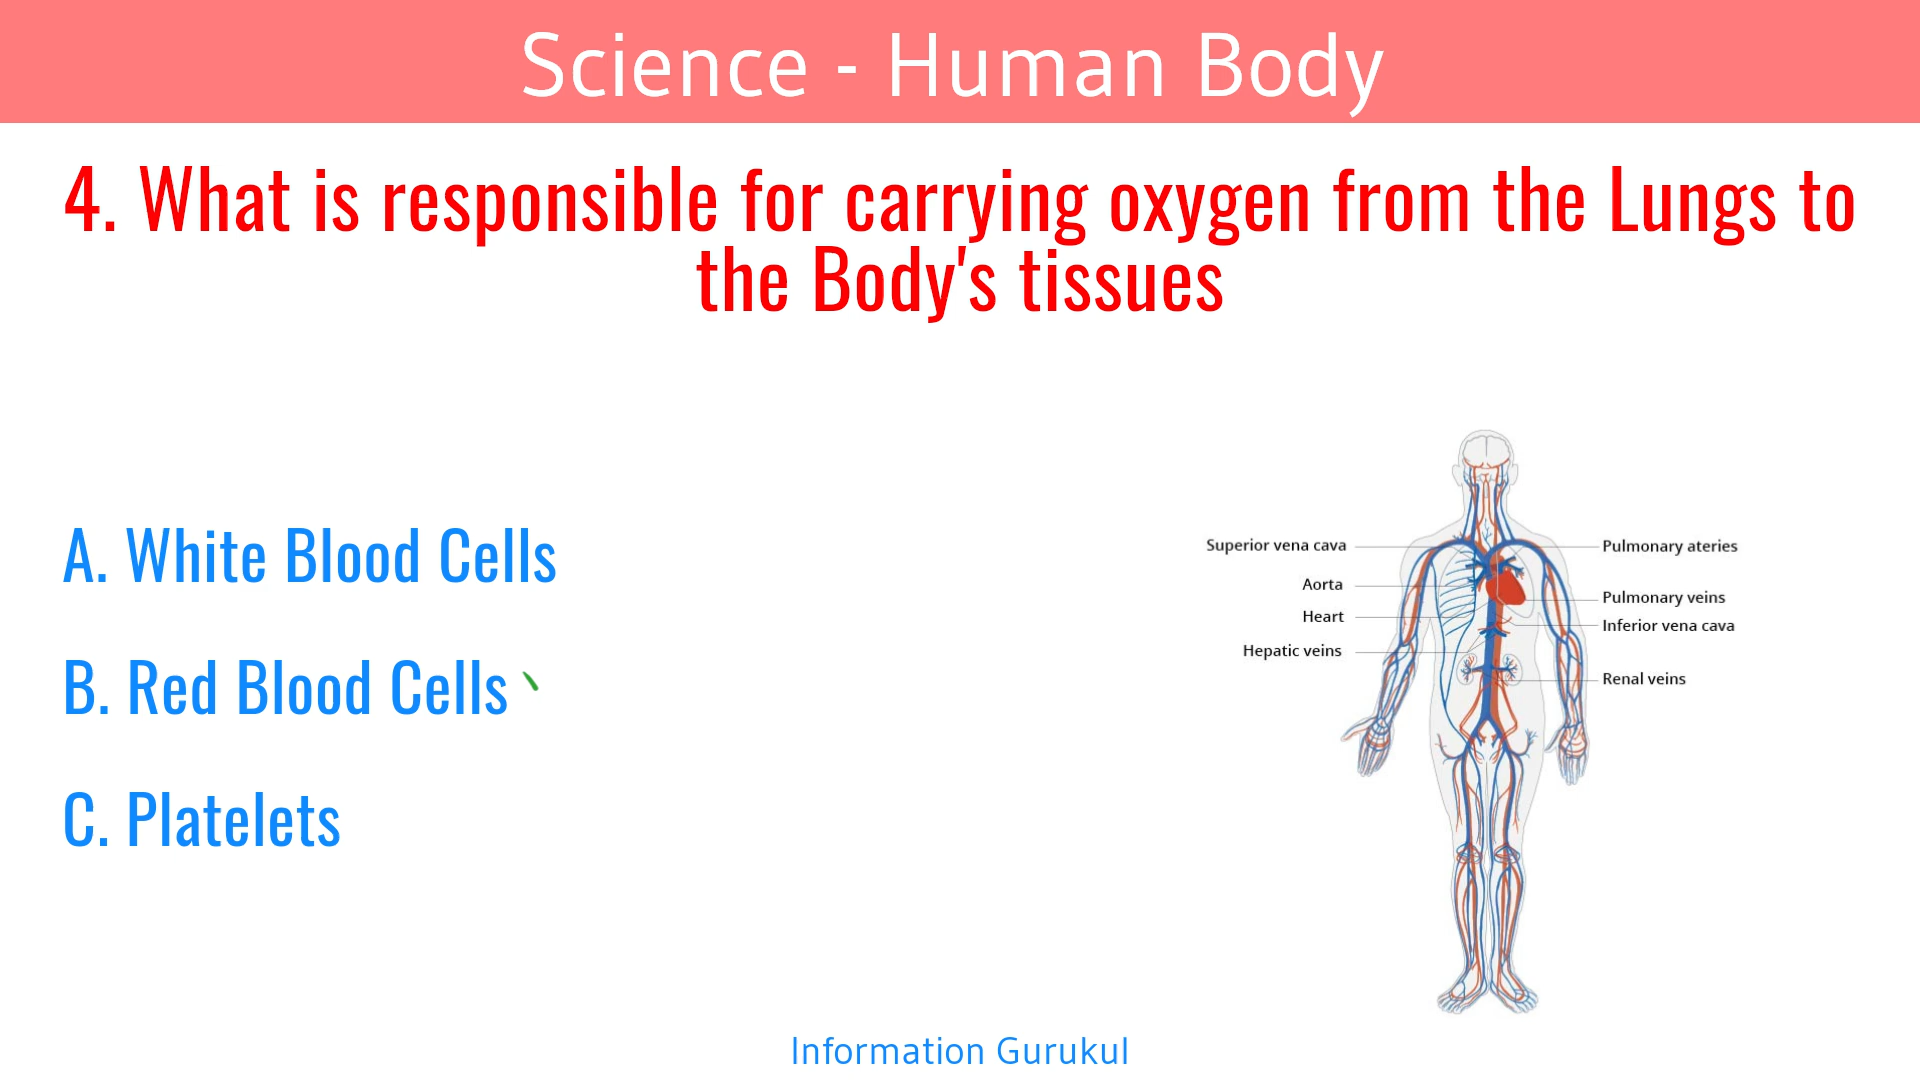 Science - Human Body
4. What is responsible for carrying oxygen from the Lungs to
the Body's tissues
A. White Blood Cells
B. Red Blood Cells
C. Platelets
Superior vena cava
Aorta
Heart
Hepatic veins
Pulmonary ateries
Pulmonary veins
Inferior vena cava
Renal veins
Information Gurukul